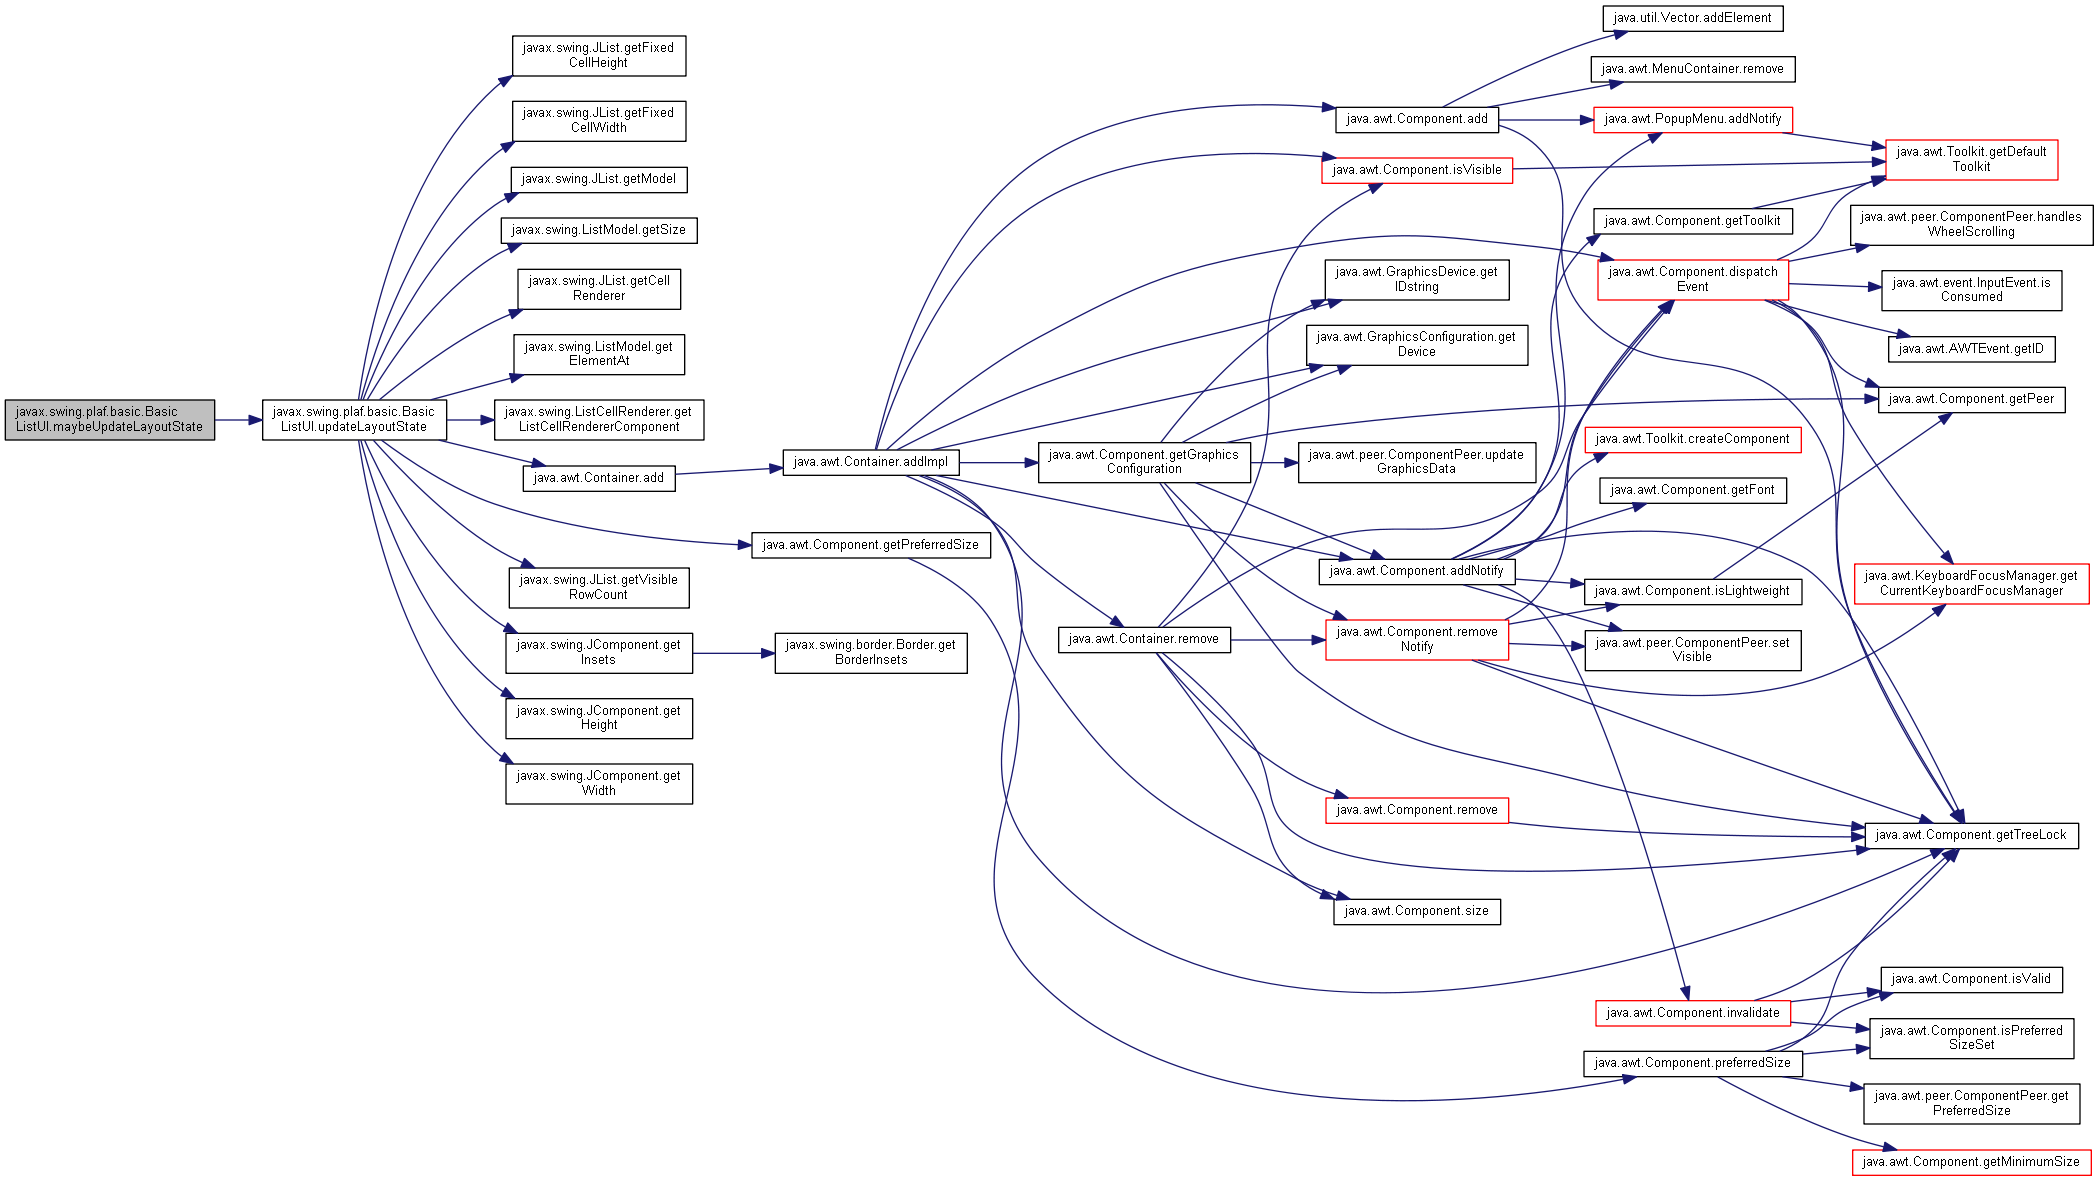 javax.swing.plaf.basic.Basic
ListUI.maybeUpdateLayoutState
javax.swing.plaf.basic.Basic
ListUI.updateLayoutState
javax.swing.JList.getFixed
CellHeight
javax.swing.JList.getFixed
CellWidth
javax.swing.JList.getModel
javax.swing.ListModel.getSize
javax.swing.JList.getCell
Renderer
javax.swing.ListModel.get
ElementAt
javax.swing.ListCellRenderer.get
ListCellRendererComponent
java.awt.Container.add
java.awt.Component.getPreferredSize
javax.swing.JList.getVisible
RowCount
javax.swing.JComponent.get
Insets
javax.swing.JComponent.get
Height
javax.swing.JComponent.get
Width
java.awt.Container.addImpl
javax.swing.border.Border.get
BorderInsets
java.awt.Component.getGraphics
Configuration
java.awt.Container.remove
java.awt.Component.add
java.awt.Component.isVisible
java.awt.GraphicsDevice.get
IDstring
java.awt.GraphicsConfiguration.get
Device
java.awt.peer.ComponentPeer.update
GraphicsData
java.awt.Component.addNotify
java.awt.Component.remove
Notify
java.awt.Component.remove
java.awt.Component.size
java.util.Vector.addElement
java.awt.MenuContainer.remove
java.awt.PopupMenu.addNotify
java.awt.Component.getToolkit
java.awt.Component.dispatch
Event
java.awt.Toolkit.createComponent
java.awt.Component.getFont
java.awt.Component.isLightweight
java.awt.peer.ComponentPeer.set
Visible
java.awt.Component.invalidate
java.awt.Component.preferredSize
java.awt.Toolkit.getDefault
Toolkit
java.awt.peer.ComponentPeer.handles
WheelScrolling
java.awt.event.InputEvent.is
Consumed
java.awt.AWTEvent.getID
java.awt.Component.getPeer
java.awt.KeyboardFocusManager.get
CurrentKeyboardFocusManager
java.awt.Component.getTreeLock
java.awt.Component.isValid
java.awt.Component.isPreferred
SizeSet
java.awt.peer.ComponentPeer.get
PreferredSize
java.awt.Component.getMinimumSize